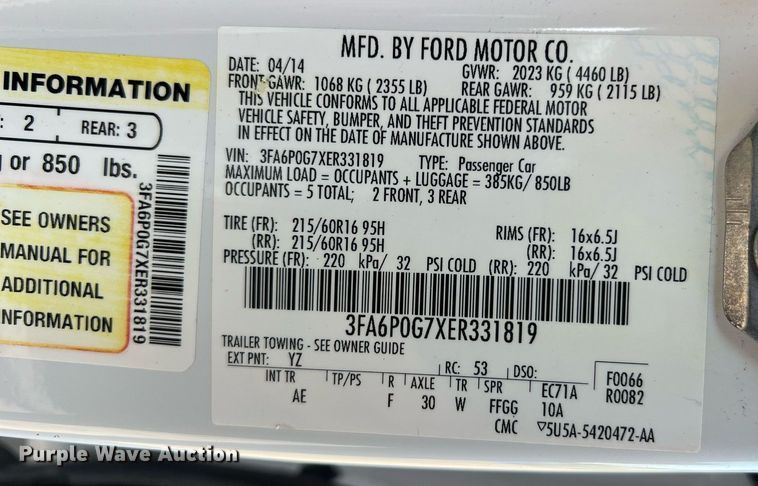 INFORMATION
: 2 REAR: 3
g or 850 lbs.
SEE OWNERS
MANUAL FOR
ADDITIONAL
INFORMATION
3FA6P0G7XER331819
MFD. BY FORD MOTOR CO.
DATE: 04/14 GVWR: 2023 KG ( 4460 LB)
FRONT GAWR: 1068 KG ( 2355 LB) REAR GAWR: 959 KG ( 2115 LB)
THIS VEHICLE CONFORMS TO ALL APPLICABLE FEDERAL MOTOR
VEHICLE SAFETY, BUMPER, AND THEFT PREVENTION STANDARDS
IN EFFECT ON THE DATE OF MANUFACTURE SHOWN ABOVE.
VIN: 3FA6P0G7XER331819 TYPE: Passenger Car
MAXIMUM LOAD = OCCUPANTS + LUGGAGE = 385KG/ 850LB
OCCUPANTS = 5 TOTAL; 2 FRONT, 3 REAR
TIRE (FR): 215/60R16 95H RIMS (FR): 16x6.5J
(RR): 215/60R16 95H (RR): 16x6.5J
PRESSURE (FR): 220 kPa/ 32 PSI COLD (RR): 220 kPa/ 32 PSI COLD
3FA6P0G7XER331819
TRAILER TOWING - SEE OWNER GUIDE
EXT PNT: YZ RC: 53 DSO: F0066
INT TR TP/PS R AXLE TR SPR EC71A R0082
AE F 30 W FFGG 10A
CMC ▽5U5A-5420472-AA
Purple Wave Auction